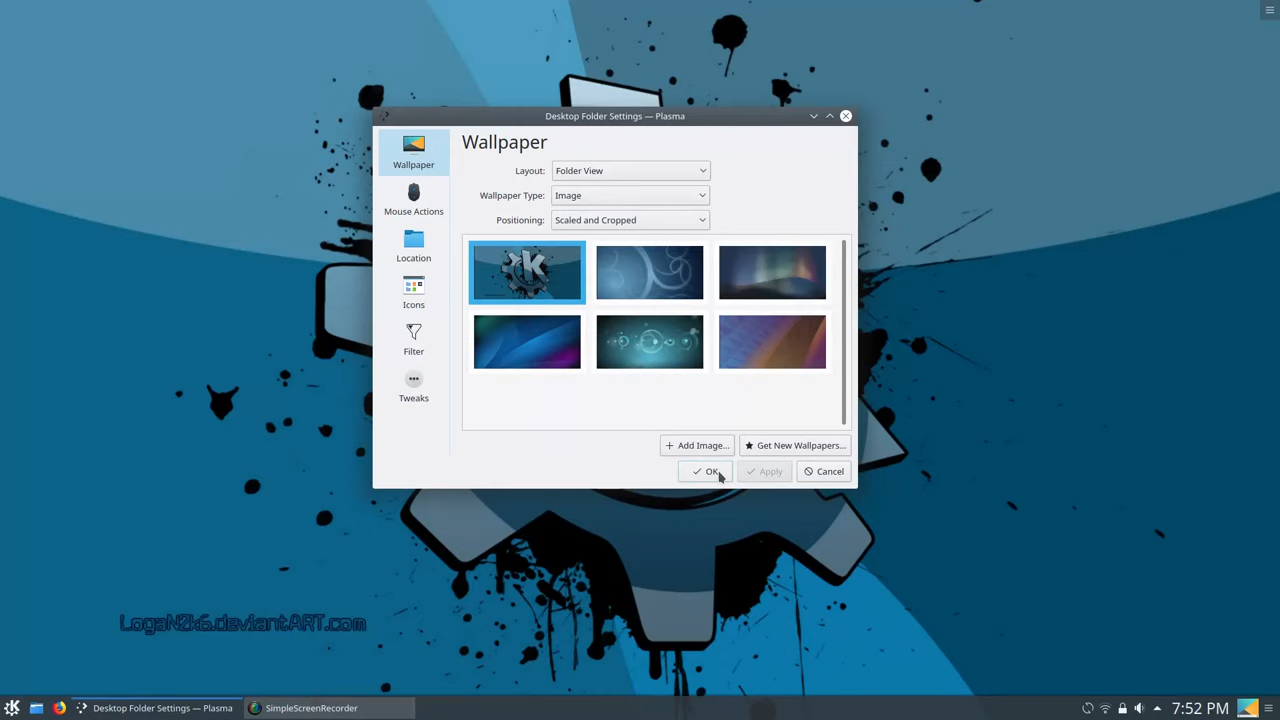 Desktop Folder Settings — Plasma
Wallpaper
Wallpaper
Layout: Folder View
Wallpaper Type: Image
Positioning: Scaled and Cropped
Mouse Actions
Location
Icons
Filter
Tweaks
Add Image...
Get New Wallpapers...
OK
Apply
Cancel
LogaN2k6.deviantART.com
Desktop Folder Settings — Plasma
SimpleScreenRecorder
7:52 PM